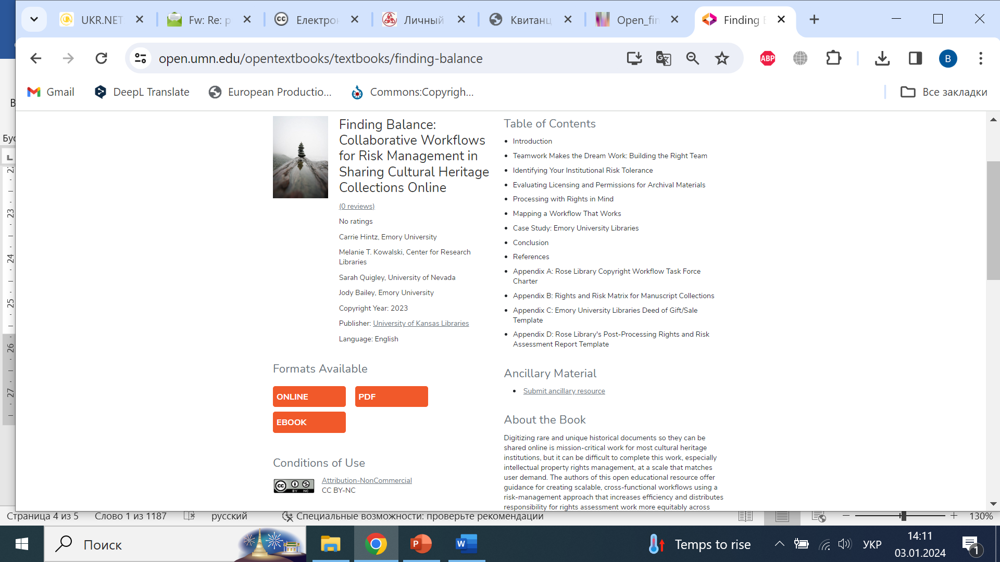 UKR.NET
Fw: Re: p
Електрон
Личный
Квитанц
Open_fin
Finding B
open.umn.edu/opentextbooks/textbooks/finding-balance
ABP
B
Gmail
DeepL Translate
European Productio...
Commons:Copyrigh...
Все закладки
Finding Balance:
Collaborative Workflows
for Risk Management in
Sharing Cultural Heritage
Collections Online
(0 reviews)
No ratings
Carrie Hintz, Emory University
Melanie T. Kowalski, Center for Research
Libraries
Sarah Quigley, University of Nevada
Jody Bailey, Emory University
Copyright Year: 2023
Publisher: University of Kansas Libraries
Language: English
Formats Available
ONLINE
PDF
EBOOK
Conditions of Use
CC BY NC
Attribution-NonCommercial
CC BY-NC
Table of Contents
• Introduction
• Teamwork Makes the Dream Work: Building the Right Team
• Identifying Your Institutional Risk Tolerance
• Evaluating Licensing and Permissions for Archival Materials
• Processing with Rights in Mind
• Mapping a Workflow That Works
• Case Study: Emory University Libraries
• Conclusion
• References
• Appendix A: Rose Library Copyright Workflow Task Force
Charter
• Appendix B: Rights and Risk Matrix for Manuscript Collections
• Appendix C: Emory University Libraries Deed of Gift/Sale
Template
• Appendix D: Rose Library's Post-Processing Rights and Risk
Assessment Report Template
Ancillary Material
• Submit ancillary resource
About the Book
Digitizing rare and unique historical documents so they can be
shared online is mission-critical work for most cultural heritage
institutions, but it can be difficult to complete this work, especially
intellectual property rights management, at a scale that matches
user demand. The authors of this open educational resource offer
guidance for creating scalable, cross-functional workflows using a
risk-management approach that increases efficiency and distributes
responsibility for rights assessment work more equitably across
Буо
23
24
25
26
27
Страница 4 из 5
Слово 1 из 1187
русский
Специальные возможности: проверьте рекомендации
130%
Поиск
Temps to rise
УКР
14:11
03.01.2024
1